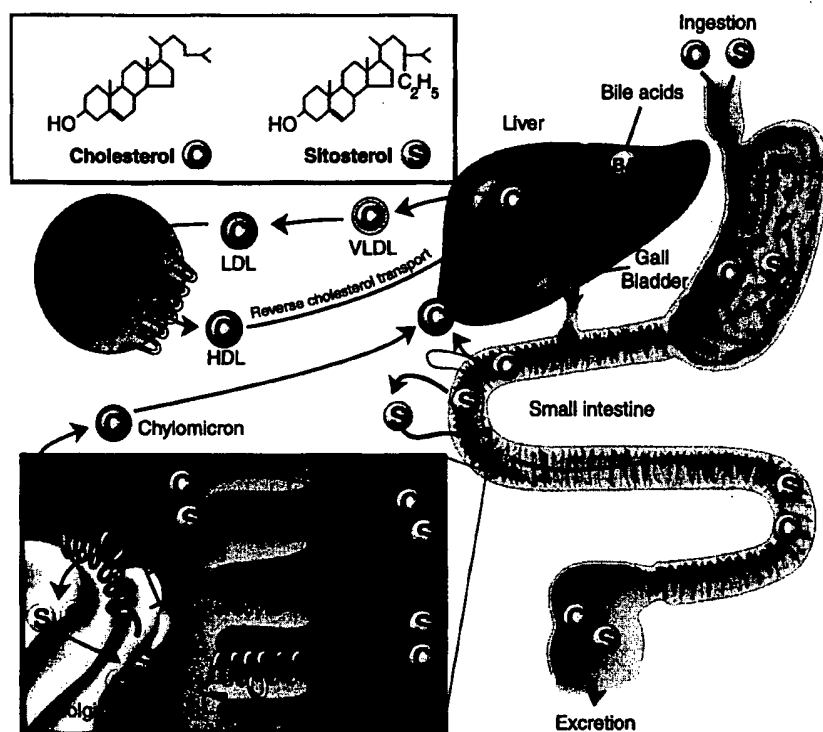 C₂H₅
HO
HO
Cholesterol C
Sitosterol S
Ingestion
C S
Bile acids
Liver
B
C
C
VLDL
C
LDL
Gall
Bladder
C S
Reverse cholesterol transport
C
HDL
C
C
S
S
Small intestine
C
Chylomicron
C
S
C
S
S
C
S
C
S
C
S
Excretion